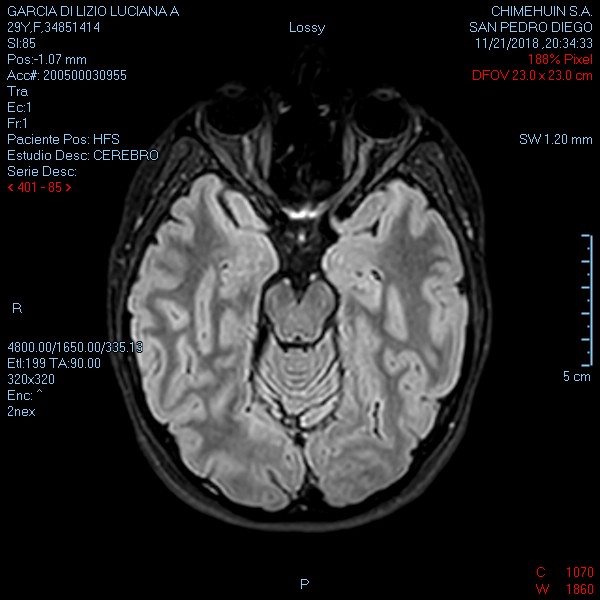 GARCIA DI LIZIO LUCIANA A
29Y,F,34851414
Sl:85
Pos:-1.07 mm
Acc#: 200500030955
Tra
Ec:1
Fr:1
Paciente Pos: HFS
Estudio Desc: CEREBRO
Serie Desc:
< 401 - 85 >
Lossy
CHIMEHUIN S.A.
SAN PEDRO DIEGO
11/21/2018 ,20:34:33
188% Pixel
DFOV 23.0 x 23.0 cm
SW 1.20 mm
R
4800.00/1650.00/335.13
Etl:199 TA:90.00
320x320
Enc: ^
2nex
5 cm
P
C 1070
W 1860